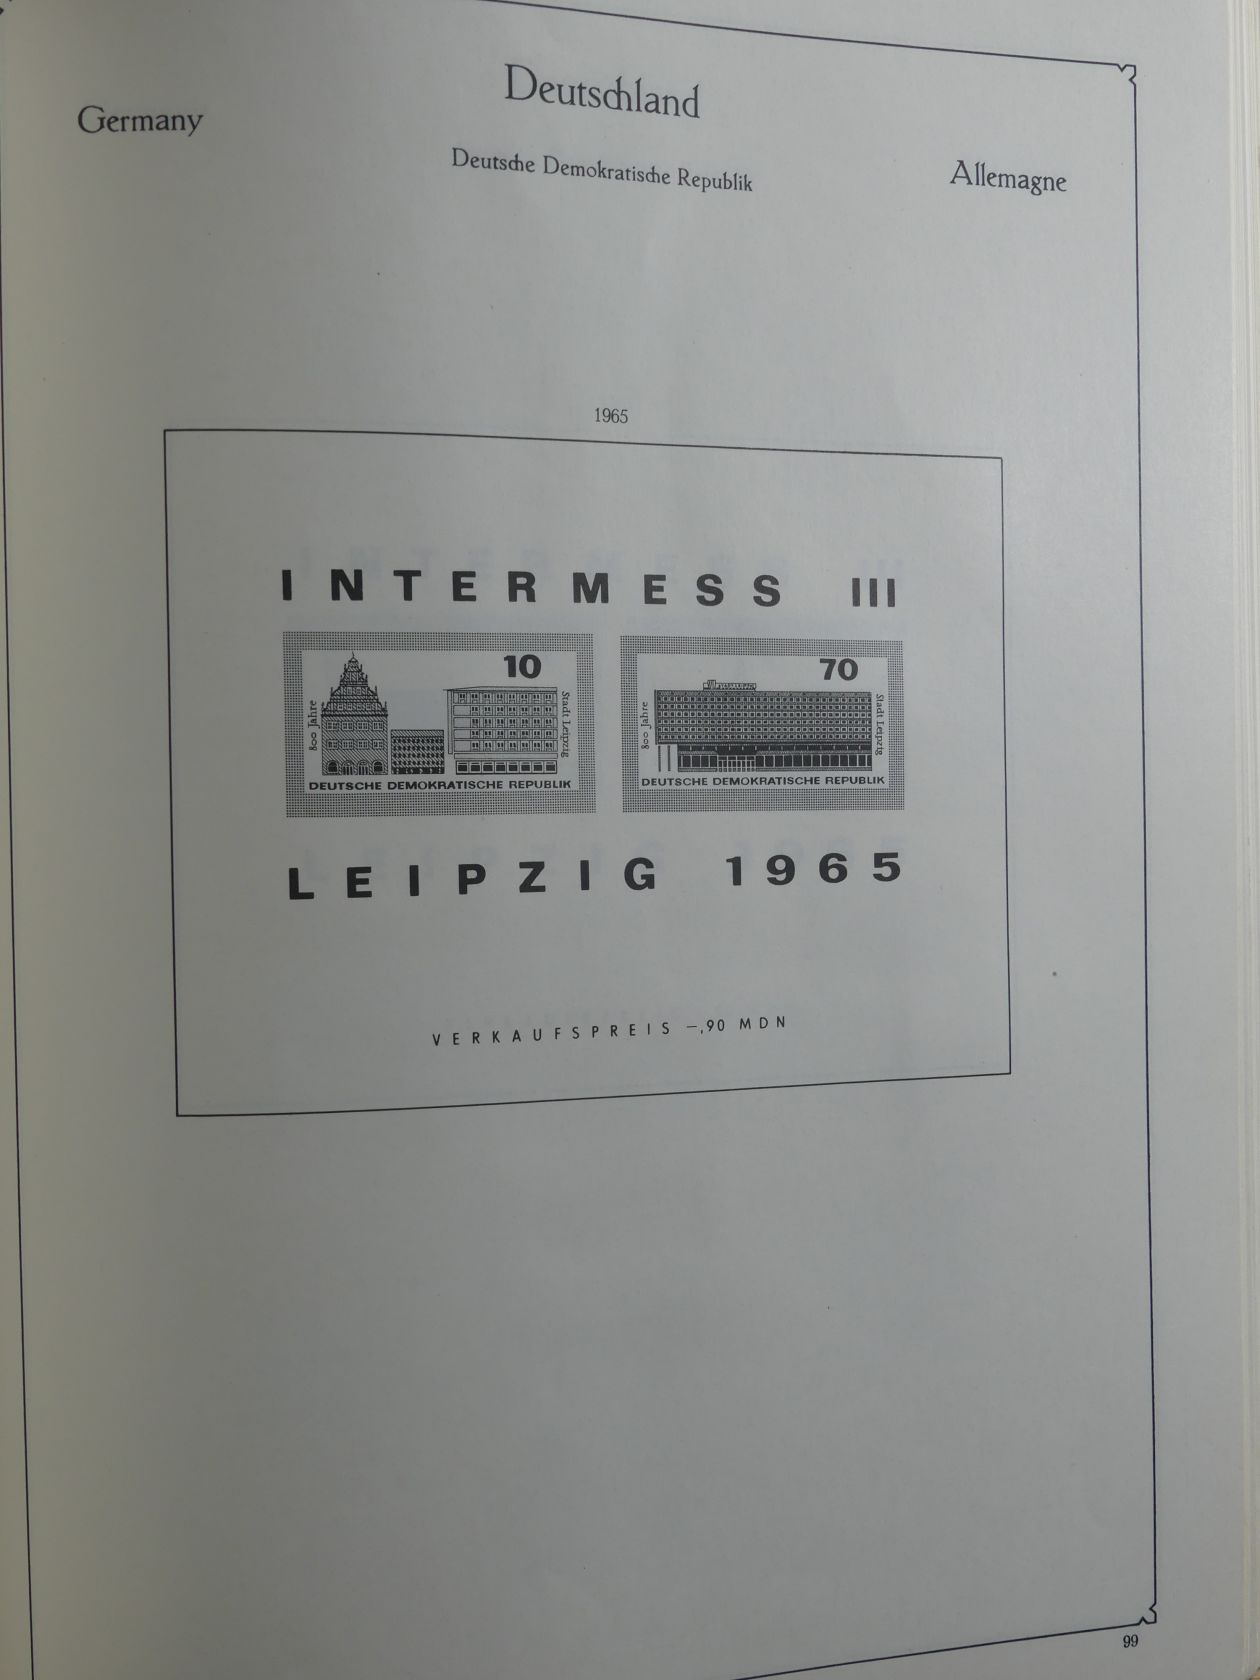 Germany
Deutschland
Deutsche Demokratische Republik
Allemagne
1965
INTERMESS III
10
800 Jahre
Stadt Leipzig
DEUTSCHE DEMOKRATISCHE REPUBLIK
70
800 Jahre
Stadt Leipzig
DEUTSCHE DEMOKRATISCHE REPUBLIK
LEIPZIG 1965
VERKAUFSPREIS –,90 MDN
99